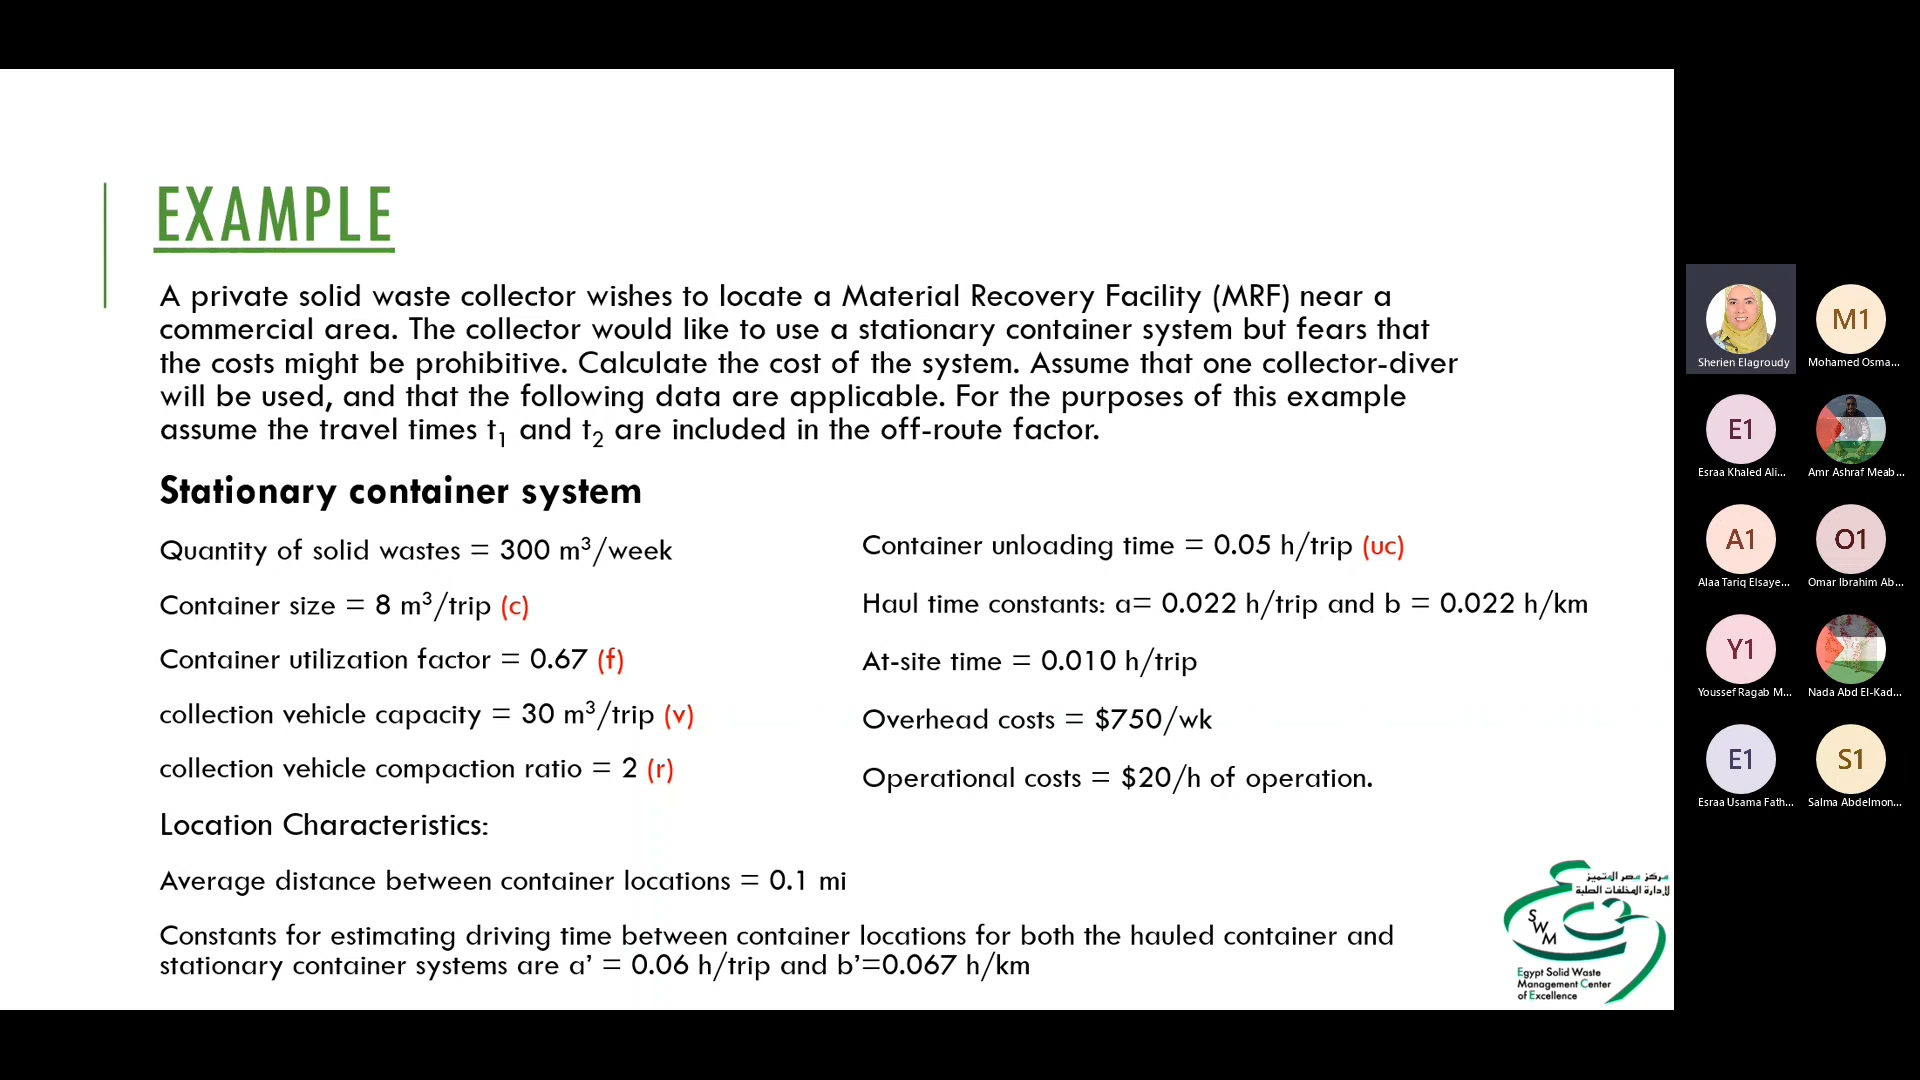 EXAMPLE
A private solid waste collector wishes to locate a Material Recovery Facility (MRF) near a
commercial area. The collector would like to use a stationary container system but fears that
the costs might be prohibitive. Calculate the cost of the system. Assume that one collector-diver
will be used, and that the following data are applicable. For the purposes of this example
assume the travel times t₁ and t₂ are included in the off-route factor.
Stationary container system
Quantity of solid wastes = 300 m³/week
Container size = 8 m³/trip (c)
Container utilization factor = 0.67 (f)
collection vehicle capacity = 30 m³/trip (v)
collection vehicle compaction ratio = 2 (r)
Location Characteristics:
Average distance between container locations = 0.1 mi
Constants for estimating driving time between container locations for both the hauled container and
stationary container systems are a’ = 0.06 h/trip and b’=0.067 h/km
Container unloading time = 0.05 h/trip (uc)
Haul time constants: a= 0.022 h/trip and b = 0.022 h/km
At-site time = 0.010 h/trip
Overhead costs = $750/wk
Operational costs = $20/h of operation.
مركز مصر المتميز
لإدارة المخلفات الصلبة
SWM
Egypt Solid Waste
Management Center
of Excellence
Sherien Elagroudy
M1
Mohamed Osma...
E1
Esraa Khaled Ali...
Amr Ashraf Meab...
A1
Alaa Tariq Elsaye...
O1
Omar Ibrahim Ab...
Y1
Youssef Ragab M...
Nada Abd El-Kad...
E1
Esraa Usama Fath...
S1
Salma Abdelmon...